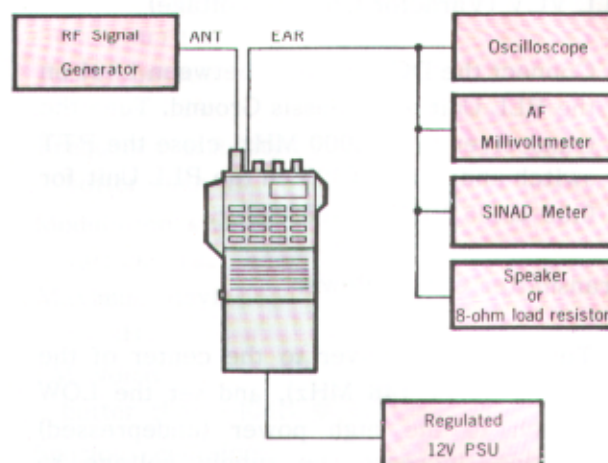 RF Signal
Generator
ANT
EAR
Oscilloscope
AF
Millivoltmeter
SINAD Meter
Speaker
or
8-ohm load resistor
Regulated
12V PSU